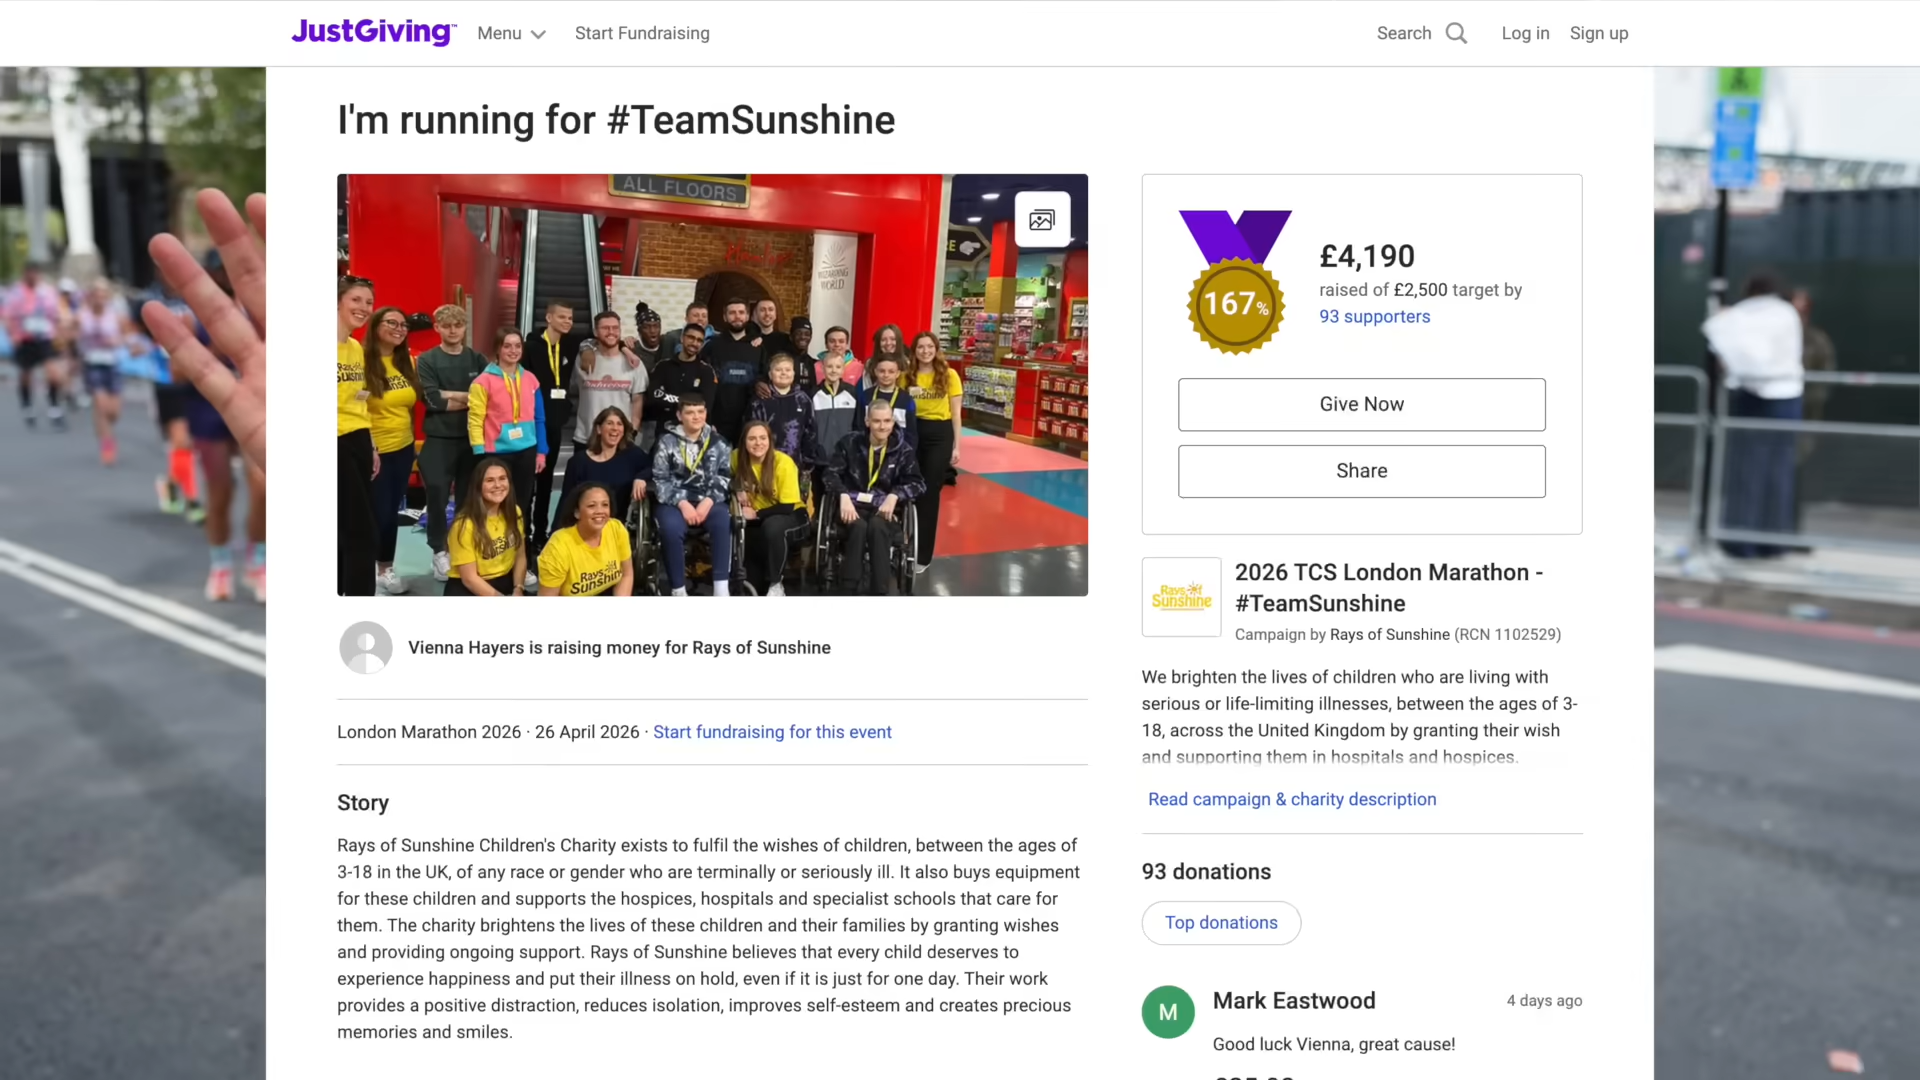 JustGiving™
Menu
Start Fundraising
Search
Log in
Sign up
I'm running for #TeamSunshine
ALL FLOORS
WIZARDING
WORLD
Rays of
Sunshine
£4,190
raised of £2,500 target by
93 supporters
167%
Give Now
Share
Vienna Hayers is raising money for Rays of Sunshine
London Marathon 2026 · 26 April 2026 · Start fundraising for this event
Story
Rays of Sunshine Children's Charity exists to fulfil the wishes of children, between the ages of
3-18 in the UK, of any race or gender who are terminally or seriously ill. It also buys equipment
for these children and supports the hospices, hospitals and specialist schools that care for
them. The charity brightens the lives of these children and their families by granting wishes
and providing ongoing support. Rays of Sunshine believes that every child deserves to
experience happiness and put their illness on hold, even if it is just for one day. Their work
provides a positive distraction, reduces isolation, improves self-esteem and creates precious
memories and smiles.
Rays of
Sunshine
2026 TCS London Marathon -
#TeamSunshine
Campaign by Rays of Sunshine (RCN 1102529)
We brighten the lives of children who are living with
serious or life-limiting illnesses, between the ages of 3-
18, across the United Kingdom by granting their wish
and supporting them in hospitals and hospices.
Read campaign & charity description
93 donations
Top donations
M
Mark Eastwood
4 days ago
Good luck Vienna, great cause!